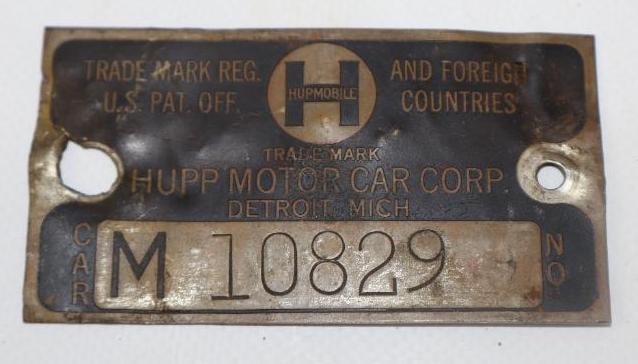 TRADE MARK REG. U.S. PAT. OFF.
H
HUPMOBILE
AND FOREIGN COUNTRIES
TRADE MARK
HUPP MOTOR CAR CORP.
DETROIT, MICH.
CAR M 10829 NO